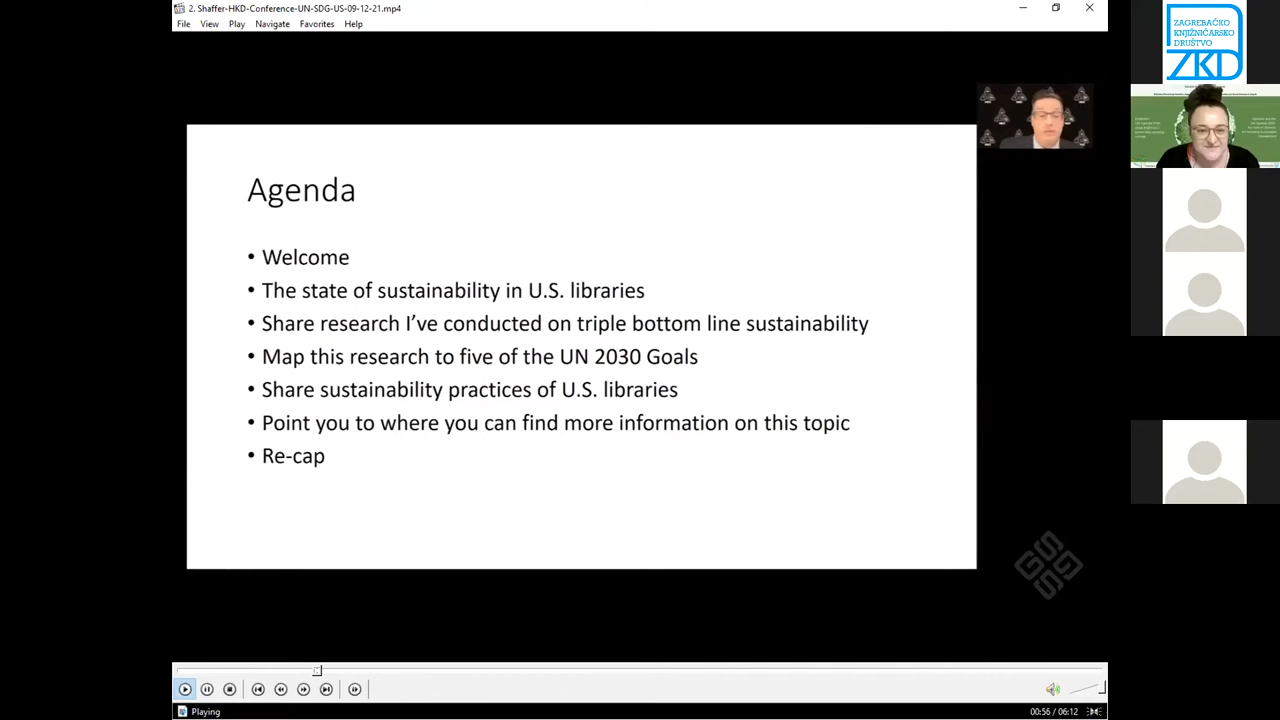 2. Shaffer-HKD-Conference-UN-SDG-US-09-12-21.mp4
File View Play Navigate Favorites Help
Agenda
• Welcome
• The state of sustainability in U.S. libraries
• Share research I’ve conducted on triple bottom line sustainability
• Map this research to five of the UN 2030 Goals
• Share sustainability practices of U.S. libraries
• Point you to where you can find more information on this topic
• Re-cap
Playing
00:56 / 06:12
ZAGREBAČKO
KNJIŽNIČARSKO
DRUŠTVO
ZKD